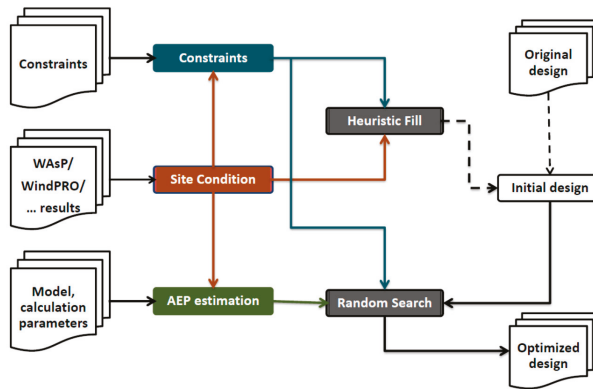 Constraints
Constraints
Original
design
Heuristic Fill
WAsP/
WindPRO/
... results
Site Condition
Initial design
Model,
calculation
parameters
AEP estimation
Random Search
Optimized
design